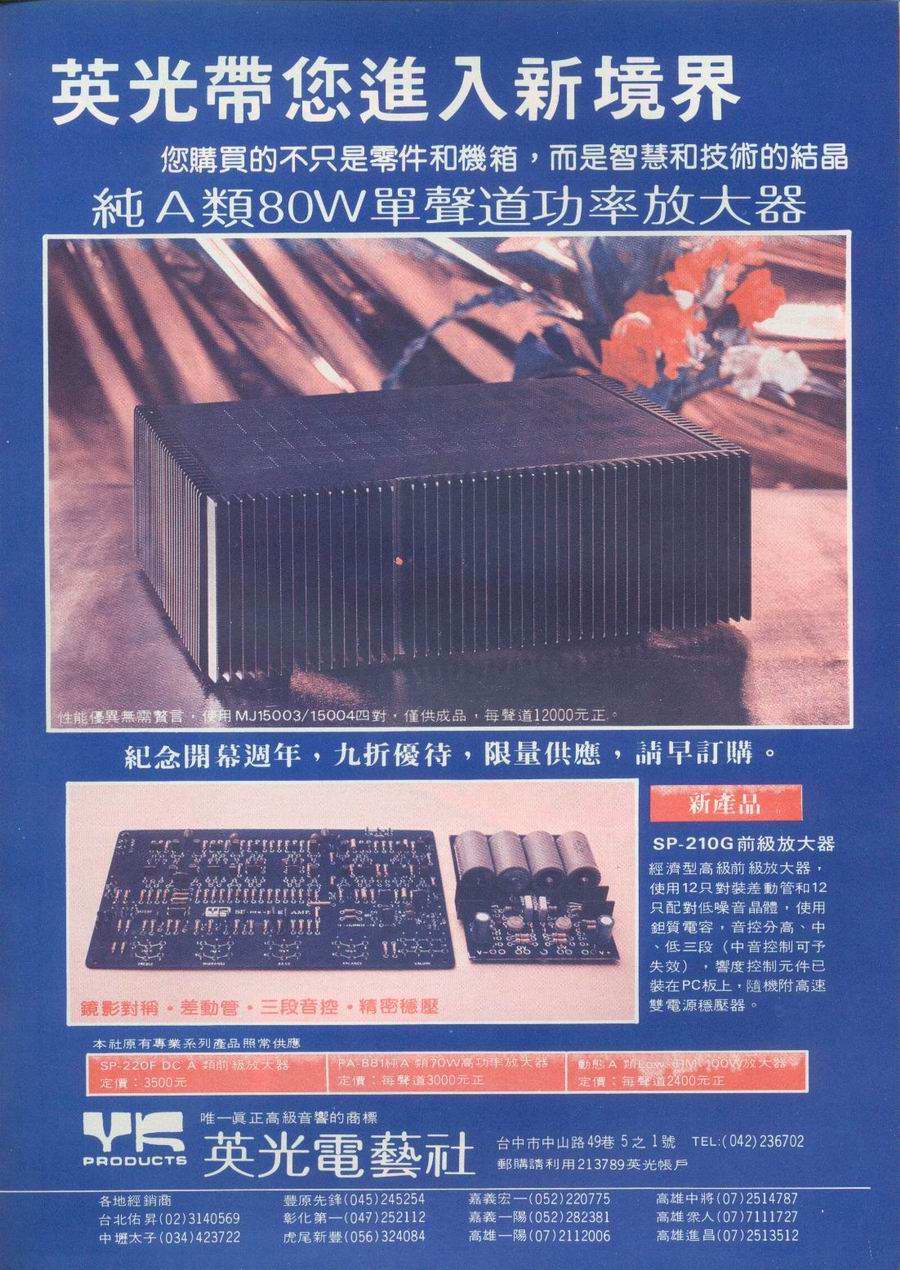 英光帶您進入新境界
您購買的不只是零件和機箱，而是智慧和技術的結晶
純A類80W單聲道功率放大器
性能優異無需贅言，使用MJ15003/15004四對，僅供成品，每聲道12000元正。
紀念開幕週年，九折優待，限量供應，請早訂購。
鏡影對稱・差動管・三段音控・精密穩壓
新產品
SP-210G前級放大器
經濟型高級前級放大器，
使用12只對裝差動管和12
只配對低噪音晶體，使用
鉭質電容，音控分高、中
、低三段（中音控制可予
失效），響度控制元件已
裝在PC板上，隨機附高速
雙電源穩壓器。
本社原有專業系列產品照常供應
SP-220F DC A 類前級放大器
定價：3500元
PA-881純A 類70W高功率放大器
定價：每聲道3000元正
動態A 類Low TIM 100W放大器
定價：每聲道2400元正
YK
PRODUCTS
唯一眞正高級音響的商標
英光電藝社
台中市中山路49巷5之1號 TEL:(042)236702
郵購請利用213789英光帳戶
各地經銷商
台北佑昇(02)3140569
中壢太子(034)423722
豐原先鋒(045)245254
彰化第一(047)252112
虎尾新豐(056)324084
嘉義宏一(052)220775
嘉義一陽(052)282381
高雄一陽(07)2112006
高雄中將(07)2514787
高雄衆人(07)7111727
高雄進昌(07)2513512